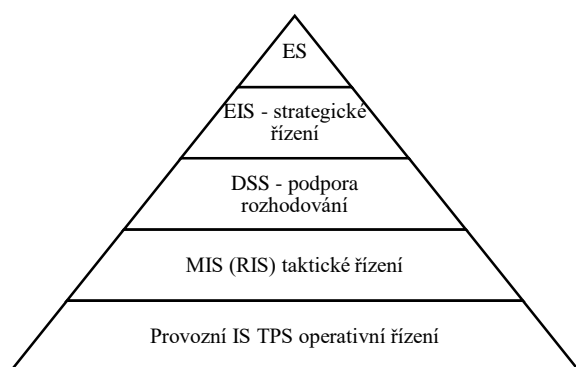 ES
EIS - strategické
řízení
DSS - podpora
rozhodování
MIS (RIS) taktické řízení
Provozní IS TPS operativní řízení